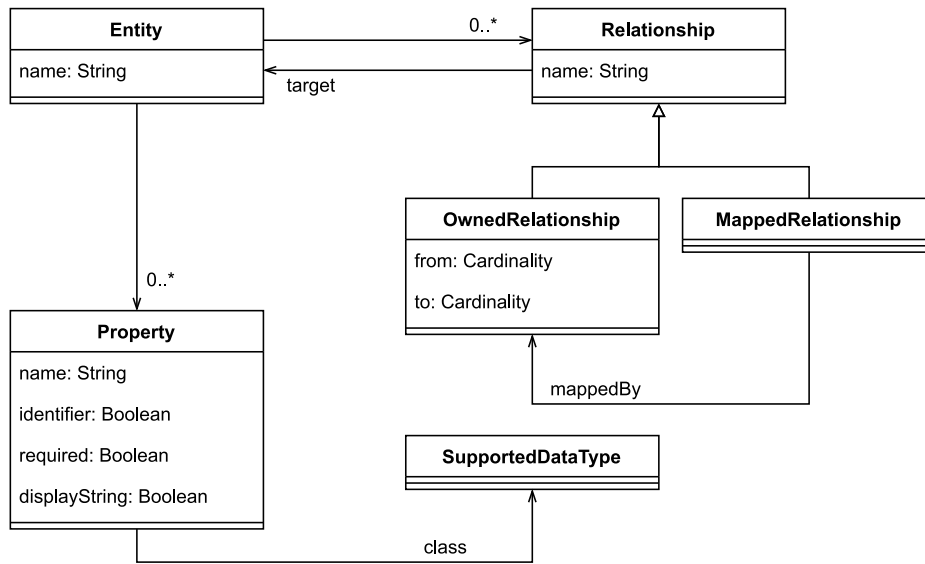 Entity
name: String
0..*
target
Relationship
name: String
OwnedRelationship
from: Cardinality
to: Cardinality
MappedRelationship
mappedBy
0..*
Property
name: String
identifier: Boolean
required: Boolean
displayString: Boolean
SupportedDataType
class